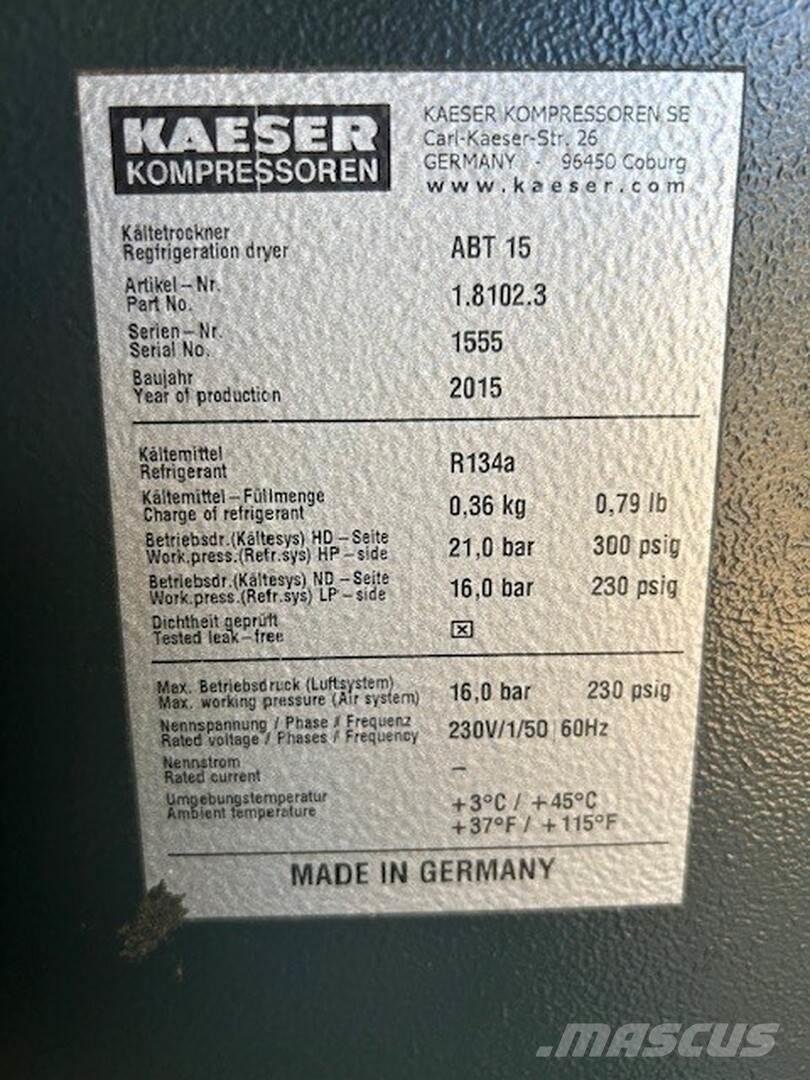 KAESER
KOMPRESSOREN
KAESER KOMPRESSOREN SE
Carl-Kaeser-Str. 26
GERMANY - 96450 Coburg
www.kaeser.com
Kältetrockner
Regfrigeration dryer ABT 15
Artikel-Nr.
Part No. 1.8102.3
Serien-Nr.
Serial No. 1555
Baujahr
Year of production 2015
Kältemittel
Refrigerant R134a
Kältemittel-Füllmenge
Charge of refrigerant 0,36 kg 0,79 lb
Betriebsdr.(Kältesys) HD-Seite
Work.press.(Refr.sys) HP-side 21,0 bar 300 psig
Betriebsdr.(Kältesys) ND-Seite
Work.press.(Refr.sys) LP-side 16,0 bar 230 psig
Dichtheit geprüft
Tested leak-free ☒
Max. Betriebsdruck (Luftsystem)
Max. working pressure (Air system) 16,0 bar 230 psig
Nennspannung / Phase / Frequenz
Rated voltage / Phases / Frequency 230V/1/50|60Hz
Nennstrom
Rated current –
Umgebungstemperatur
Ambient temperature +3°C / +45°C
+37°F / +115°F
MADE IN GERMANY
MASCUS